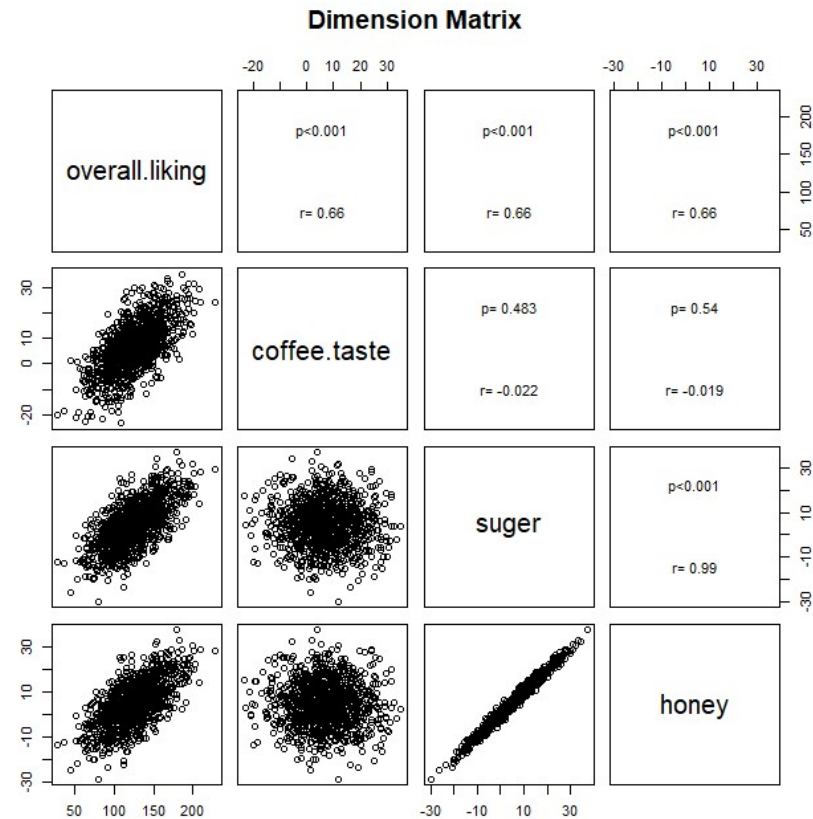 Dimension Matrix
-20 0 10 20 30
-30 -10 10 30
overall.liking
p<0.001
r= 0.66
p<0.001
r= 0.66
p<0.001
r= 0.66
50 100 150 200
-20 0 10 30
coffee.taste
p= 0.483
r= -0.022
p= 0.54
r= -0.019
suger
p<0.001
r= 0.99
-30 -10 10 30
-30 -10 10 30
honey
50 100 150 200
-30 -10 10 30